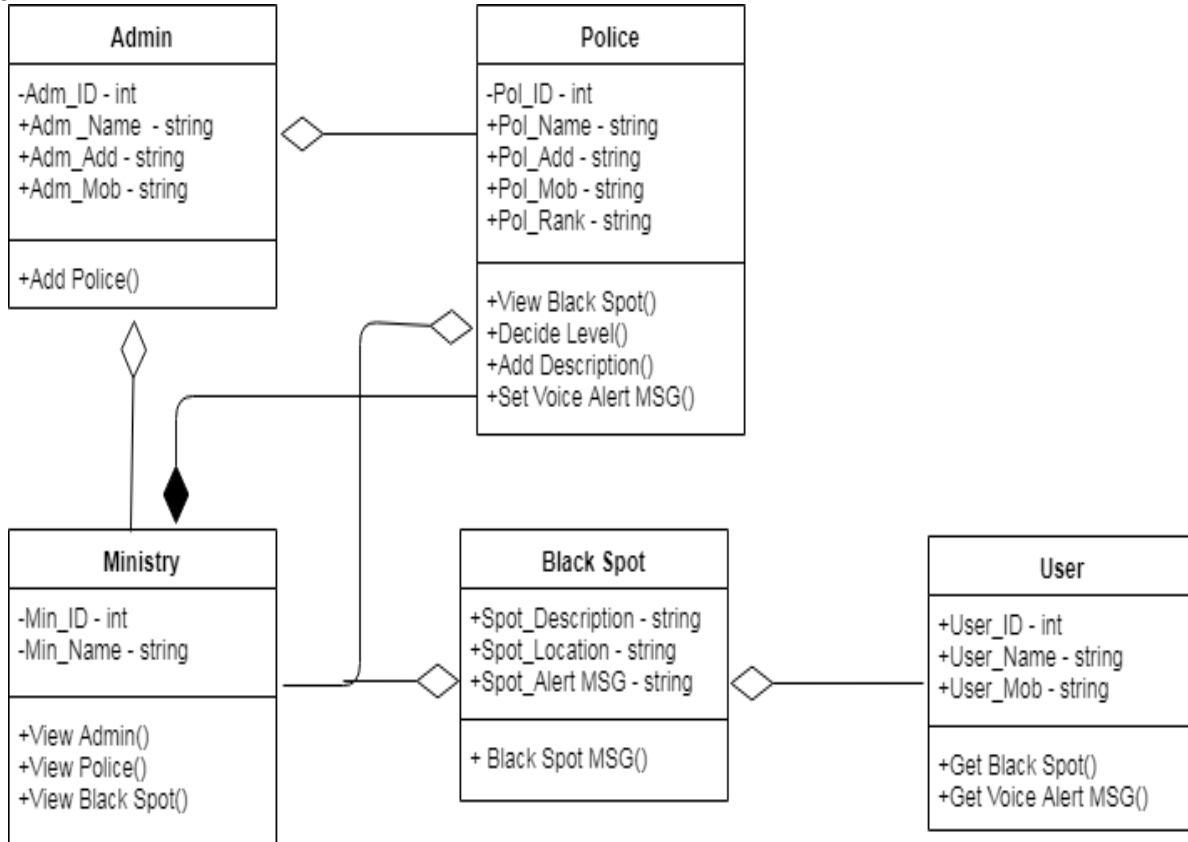 Admin
-Adm_ID - int
+Adm _Name - string
+Adm_Add - string
+Adm_Mob - string
+Add Police()
Police
-Pol_ID - int
+Pol_Name - string
+Pol_Add - string
+Pol_Mob - string
+Pol_Rank - string
+View Black Spot()
+Decide Level()
+Add Description()
+Set Voice Alert MSG()
Ministry
-Min_ID - int
-Min_Name - string
+View Admin()
+View Police()
+View Black Spot()
Black Spot
+Spot_Description - string
+Spot_Location - string
+Spot_Alert MSG - string
+ Black Spot MSG()
User
+User_ID - int
+User_Name - string
+User_Mob - string
+Get Black Spot()
+Get Voice Alert MSG()